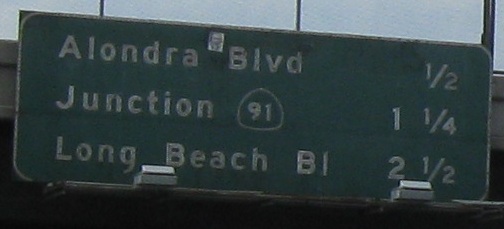 Alondra Blvd 1/2
Junction 91 1 1/4
Long Beach Bl 2 1/2